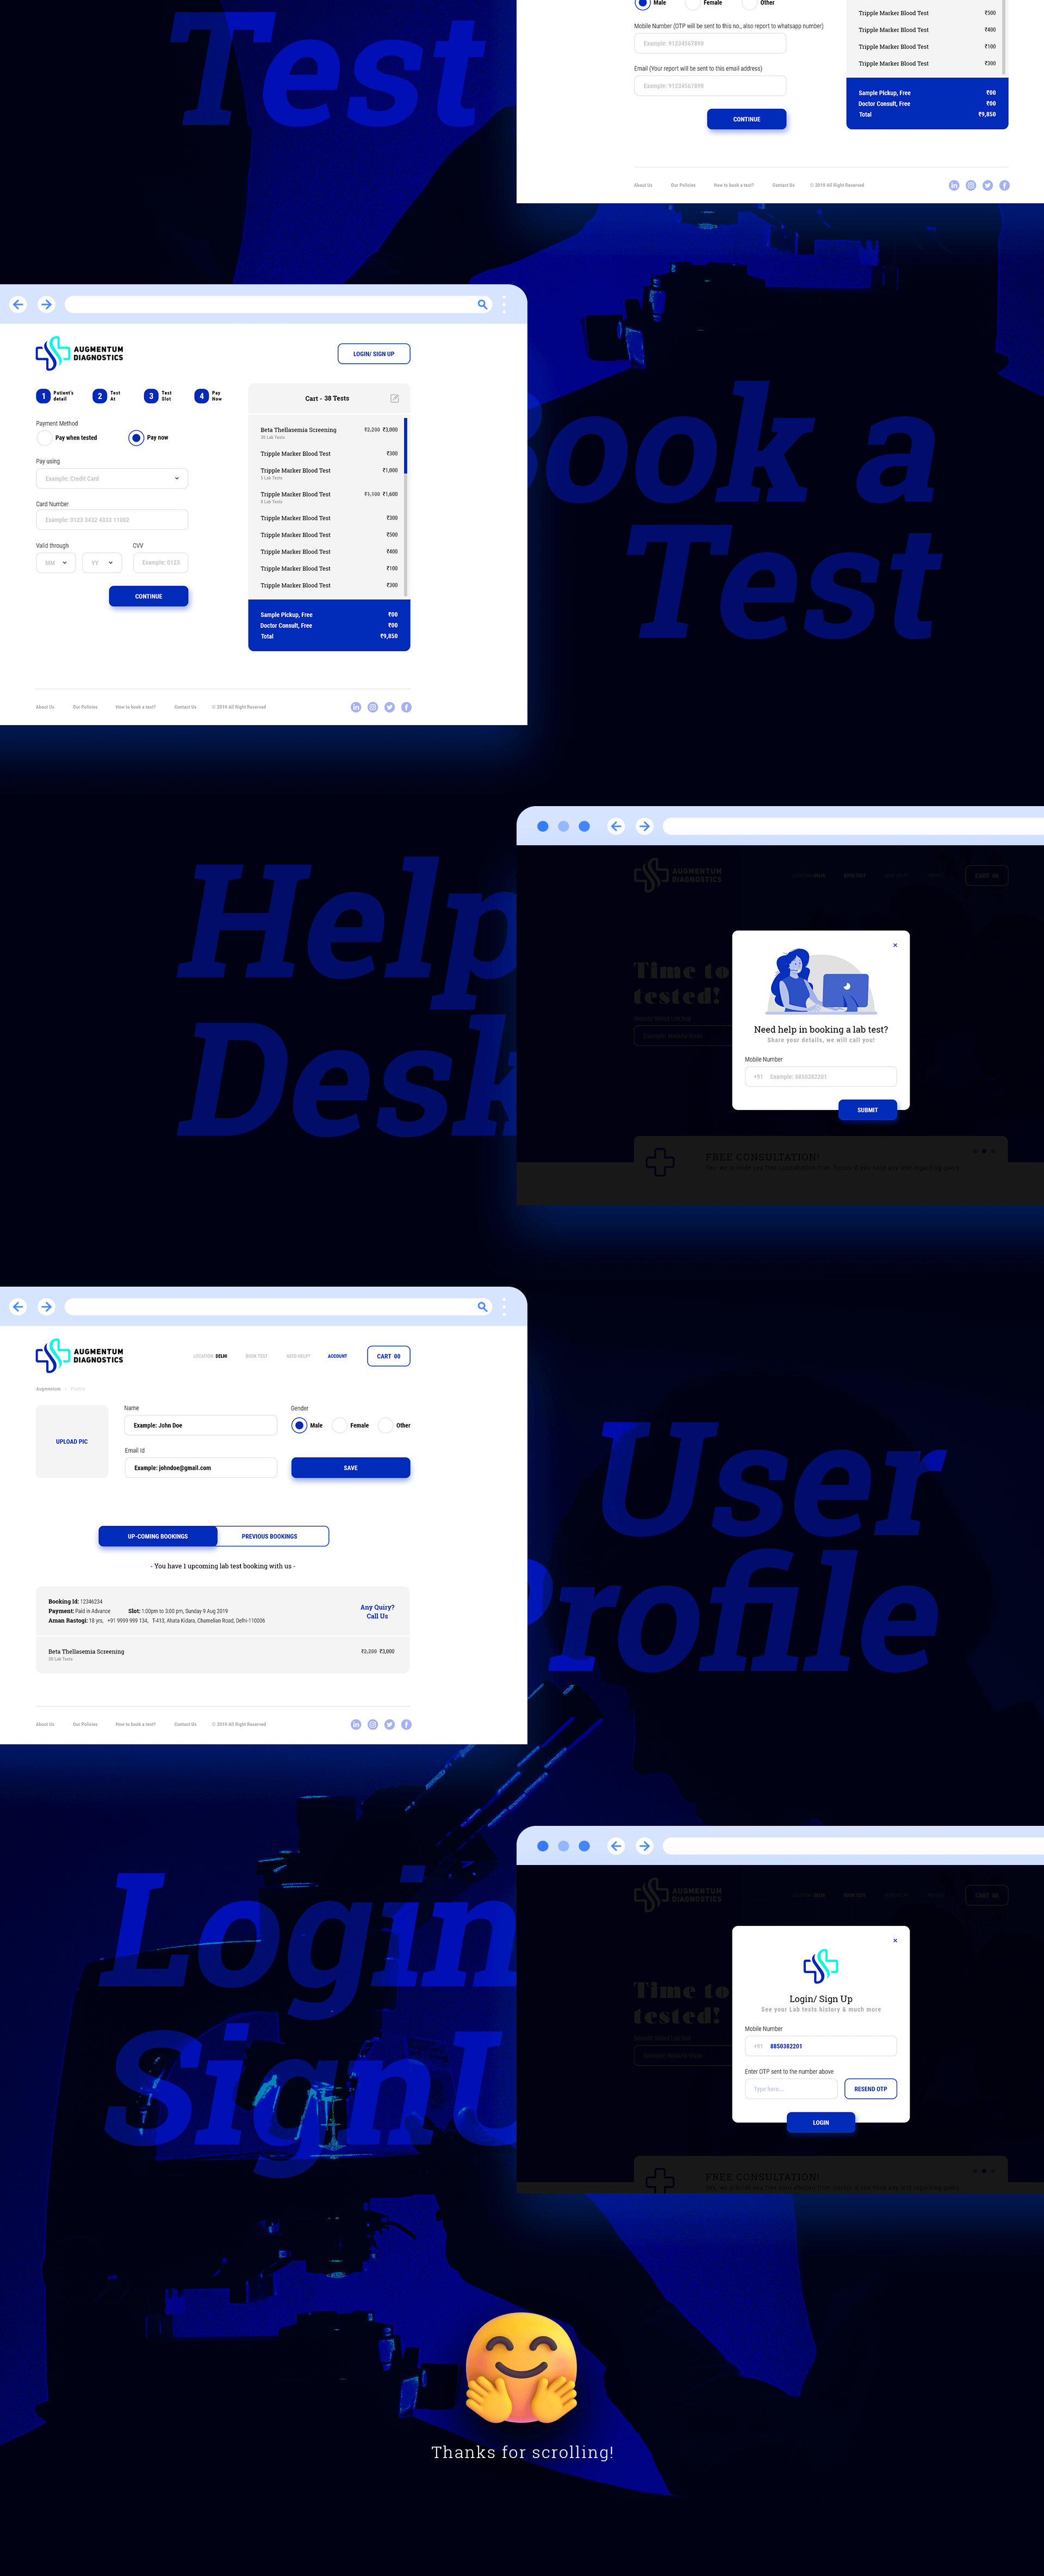 Test
Male Female Other
Mobile Number (OTP will be sent to this no., also report to whatsapp number)
Example: 91234567890
Email (Your report will be sent to this email address)
Example: 91234567890
CONTINUE
Tripple Marker Blood Test ₹500
Tripple Marker Blood Test ₹400
Tripple Marker Blood Test ₹100
Tripple Marker Blood Test ₹300
Sample Pickup, Free ₹00
Doctor Consult, Free ₹00
Total ₹9,850
About Us Our Policies How to book a test? Contact Us © 2019 All Right Reserved
AUGMENTUM
DIAGNOSTICS
LOGIN/ SIGN UP
1 Patient's detail 2 Test At 3 Test Slot 4 Pay Now
Payment Method
Pay when tested Pay now
Pay using
Example: Credit Card
Card Number
Example: 0123 3432 4333 11002
Valid through CVV
MM YY Example: 0123
CONTINUE
Cart - 38 Tests
Beta Thellasemia Screening ₹2,200 ₹3,000
30 Lab Tests
Tripple Marker Blood Test ₹300
Tripple Marker Blood Test ₹1,000
5 Lab Tests
Tripple Marker Blood Test ₹1,100 ₹1,600
8 Lab Tests
Tripple Marker Blood Test ₹300
Tripple Marker Blood Test ₹500
Tripple Marker Blood Test ₹400
Tripple Marker Blood Test ₹100
Tripple Marker Blood Test ₹300
Sample Pickup, Free ₹00
Doctor Consult, Free ₹00
Total ₹9,850
About Us Our Policies How to book a test? Contact Us © 2019 All Right Reserved
ook a
Test
Help
Desk
AUGMENTUM
DIAGNOSTICS
CART 00
Time to
tested!
Need help in booking a lab test?
Share your details, we will call you!
Mobile Number
+91 Example: 8850382201
SUBMIT
FREE CONSULTATION!
AUGMENTUM
DIAGNOSTICS
LOCATION DELHI BOOK TEST NEED HELP? ACCOUNT CART 00
Augmentum Profile
UPLOAD PIC
Name
Example: John Doe
Gender
Male Female Other
Email Id
Example: johndoe@gmail.com
SAVE
UP-COMING BOOKINGS PREVIOUS BOOKINGS
- You have 1 upcoming lab test booking with us -
Booking Id: 12346234
Payment: Paid in Advance Slot: 1:00pm to 3:00 pm, Sunday 9 Aug 2019
Aman Rastogi: 18 yrs, +91 9999 999 134, T-413, Ahata Kidara, Chamelian Road, Delhi-110006
Any Quiry?
Call Us
Beta Thellasemia Screening ₹2,200 ₹3,000
30 Lab Tests
About Us Our Policies How to book a test? Contact Us © 2019 All Right Reserved
User
rofile
Login
SignU
AUGMENTUM
DIAGNOSTICS
CART 00
Time to
tested!
Login/ Sign Up
See your Lab tests history & much more
Mobile Number
+91 8850382201
Enter OTP sent to the number above
Type here...
RESEND OTP
LOGIN
FREE CONSULTATION!
Thanks for scrolling!